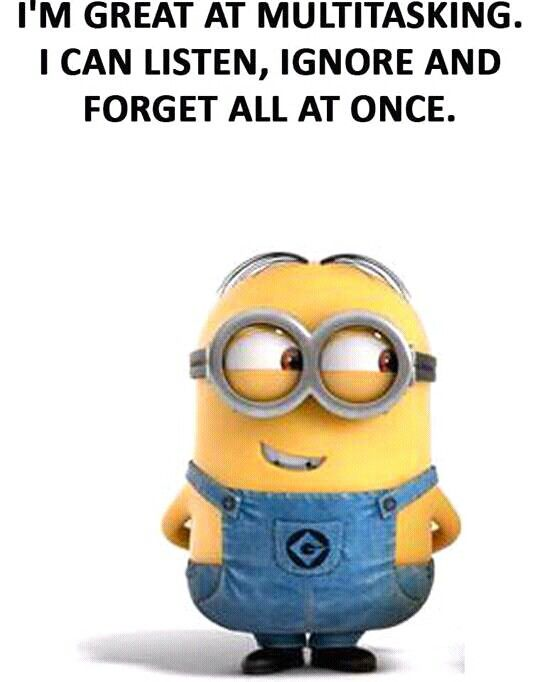 I'M GREAT AT MULTITASKING.
I CAN LISTEN, IGNORE AND
FORGET ALL AT ONCE.